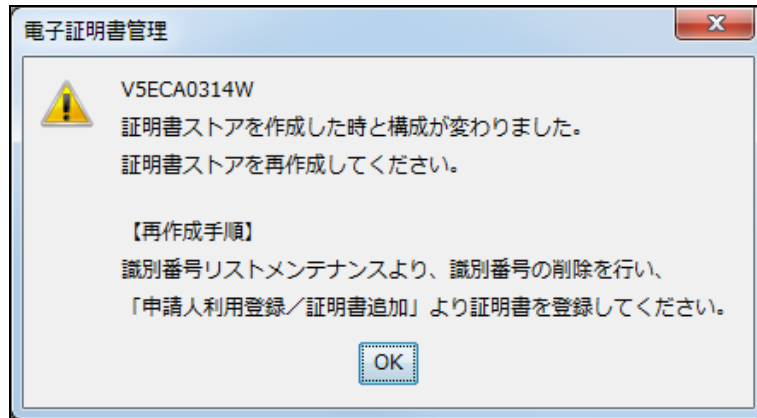 電子証明書管理
V5ECA0314W
証明書ストアを作成した時と構成が変わりました。
証明書ストアを再作成してください。
【再作成手順】
識別番号リストメンテナンスより、識別番号の削除を行い、
「申請人利用登録／証明書追加」より証明書を登録してください。
OK